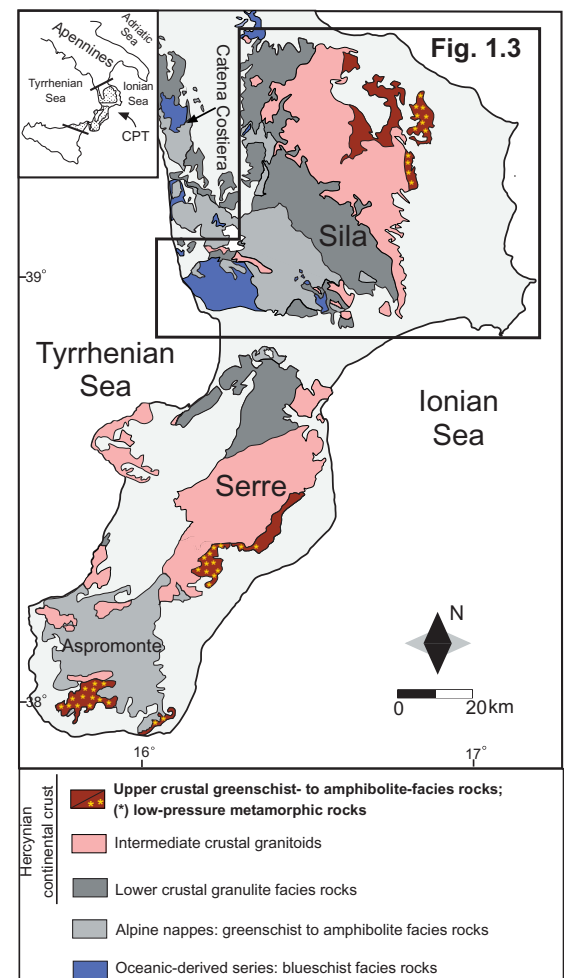 Apennines
Adriatic
Sea
Tyrrhenian
Sea
Ionian
Sea
CPT
Catena Costiera
Fig. 1.3
Sila
39°
Tyrrhenian
Sea
Ionian
Sea
Serre
Aspromonte
N
0 20 km
38°
16° 17°
Hercynian
continental crust
Upper crustal greenschist- to amphibolite-facies rocks;
(*) low-pressure metamorphic rocks
Intermediate crustal granitoids
Lower crustal granulite facies rocks
Alpine nappes: greenschist to amphibolite facies rocks
Oceanic-derived series: blueschist facies rocks